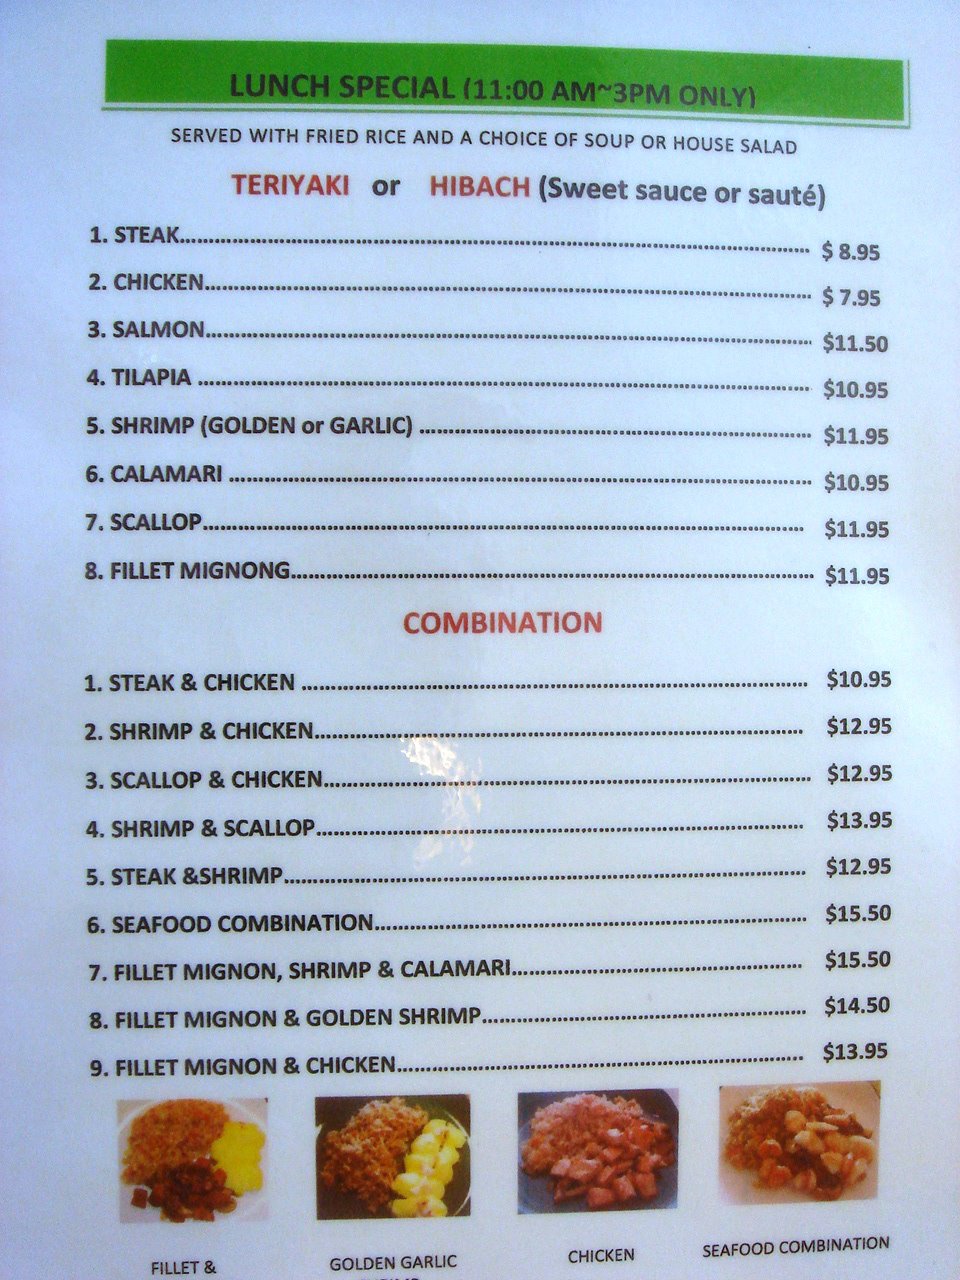 LUNCH SPECIAL (11:00 AM~3PM ONLY)
SERVED WITH FRIED RICE AND A CHOICE OF SOUP OR HOUSE SALAD
TERIYAKI or HIBACH (Sweet sauce or sauté)
1. STEAK........ $ 8.95
2. CHICKEN........ $ 7.95
3. SALMON........ $11.50
4. TILAPIA ........ $10.95
5. SHRIMP (GOLDEN or GARLIC) ........ $11.95
6. CALAMARI ........ $10.95
7. SCALLOP........ $11.95
8. FILLET MIGNONG........ $11.95
COMBINATION
1. STEAK & CHICKEN ........ $10.95
2. SHRIMP & CHICKEN........ $12.95
3. SCALLOP & CHICKEN........ $12.95
4. SHRIMP & SCALLOP........ $13.95
5. STEAK &SHRIMP........ $12.95
6. SEAFOOD COMBINATION........ $15.50
7. FILLET MIGNON, SHRIMP & CALAMARI........ $15.50
8. FILLET MIGNON & GOLDEN SHRIMP........ $14.50
9. FILLET MIGNON & CHICKEN........ $13.95
FILLET & GOLDEN GARLIC CHICKEN SEAFOOD COMBINATION